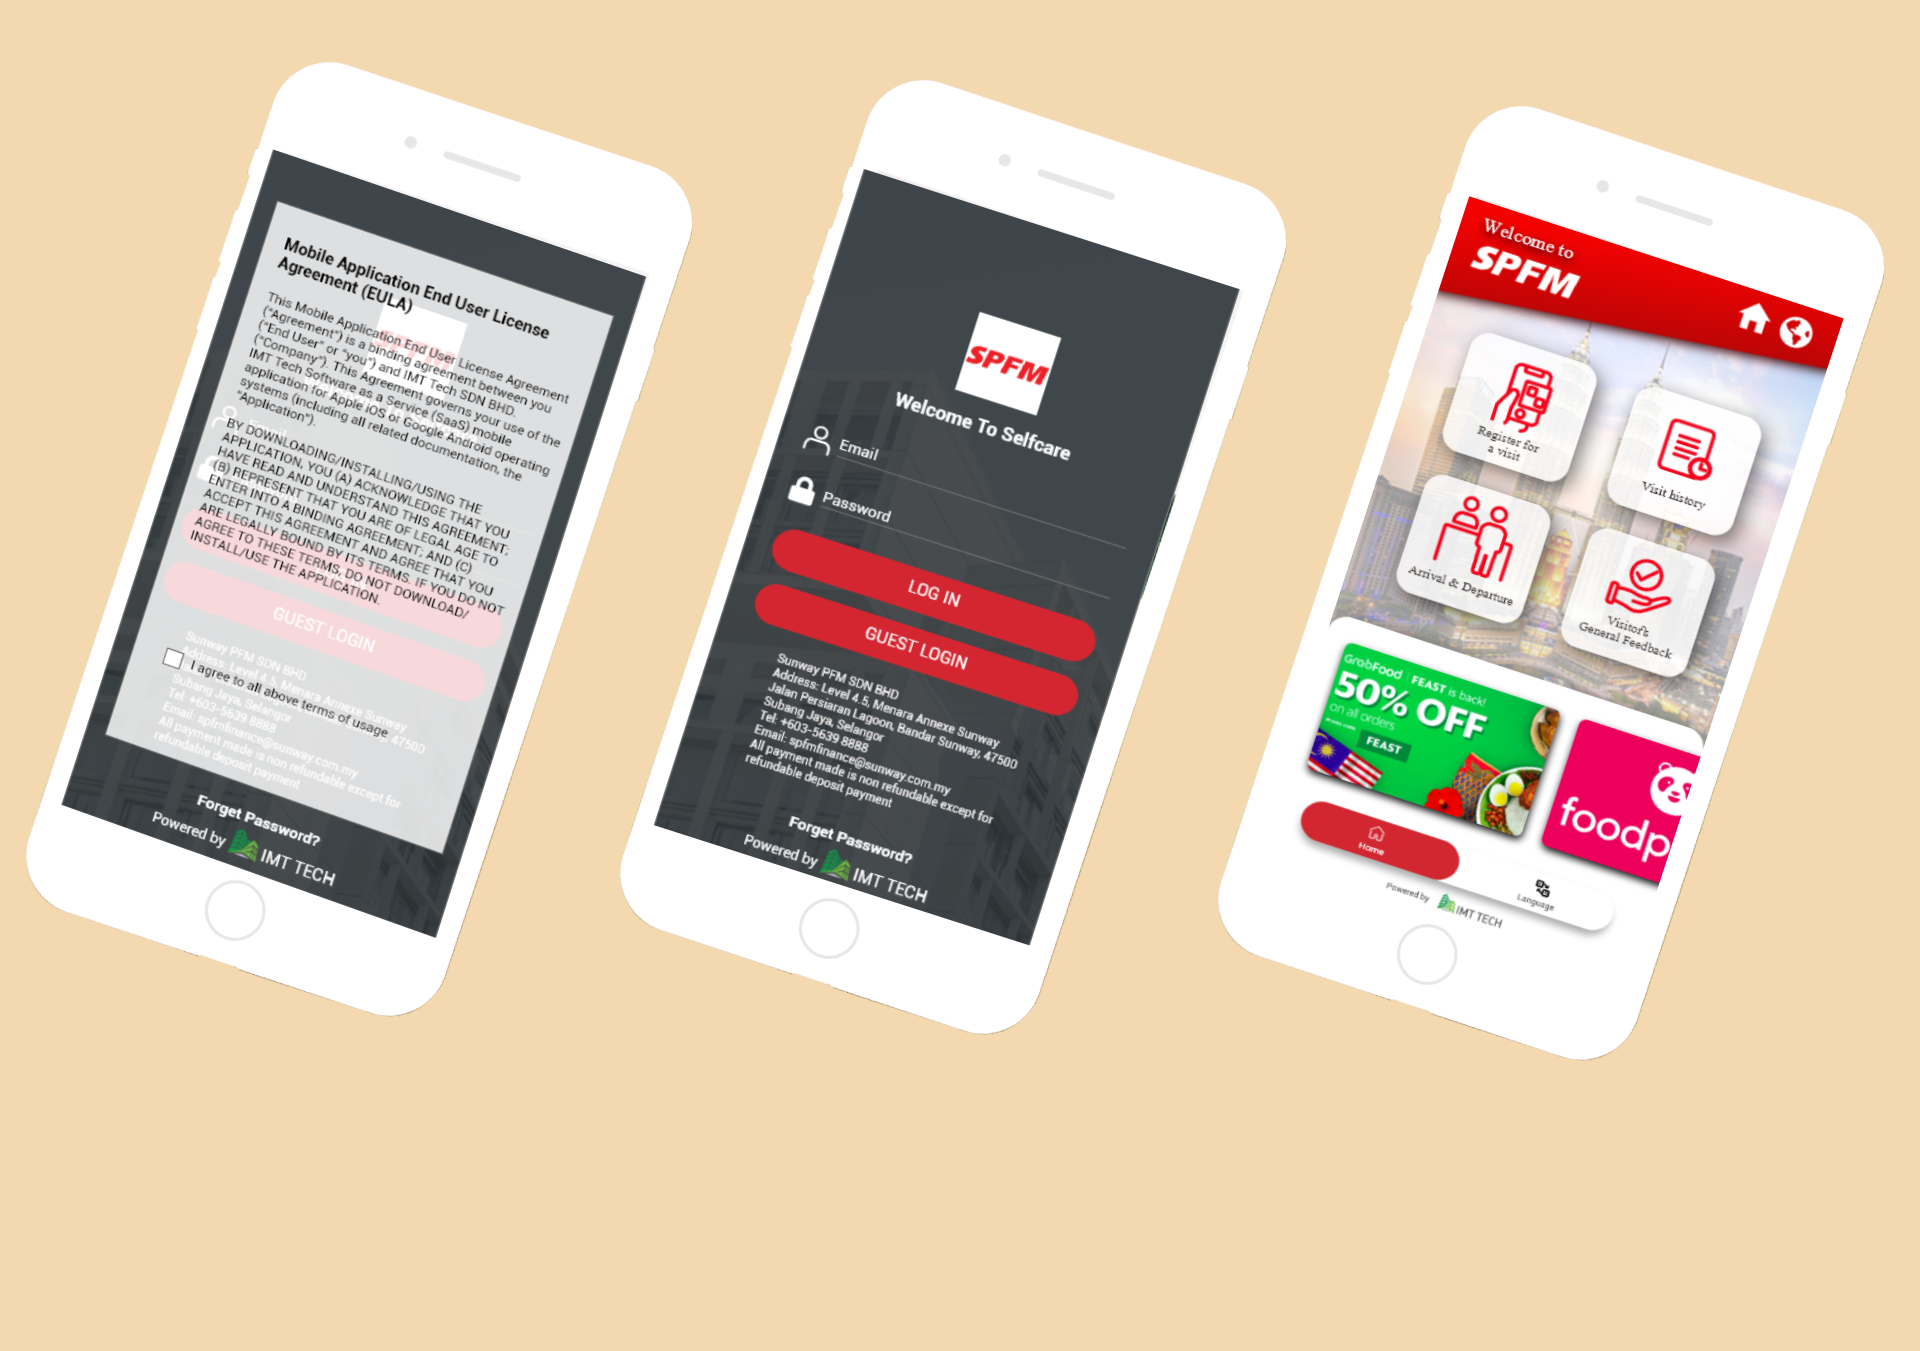 Mobile Application End User License
Agreement (EULA)
This Mobile Application End User License Agreement
("Agreement") is a binding agreement between you
("End User" or "you") and IMT Tech SDN BHD.
("Company"). This Agreement governs your use of the
IMT Tech Software as a Service (SaaS) mobile
application for Apple iOS or Google Android operating
systems (including all related documentation, the
"Application").
BY DOWNLOADING/INSTALLING/USING THE
APPLICATION, YOU (A) ACKNOWLEDGE THAT YOU
HAVE READ AND UNDERSTAND THIS AGREEMENT;
(B) REPRESENT THAT YOU ARE OF LEGAL AGE TO
ENTER INTO A BINDING AGREEMENT; AND (C)
ACCEPT THIS AGREEMENT AND AGREE THAT YOU
ARE LEGALLY BOUND BY ITS TERMS. IF YOU DO NOT
AGREE TO THESE TERMS, DO NOT DOWNLOAD/
INSTALL/USE THE APPLICATION.
SPFM
Email
GUEST LOGIN
I agree to all above terms of usage
Sunway PFM SDN BHD
Address: Level 4.5, Menara Annexe Sunway
47500
Subang Jaya, Selangor
Tel: +603-5639 8888
Email: spfmfinance@sunway.com.my
All payment made is non refundable except for
refundable deposit payment
Forget Password?
Powered by IMT TECH
SPFM
Welcome To Selfcare
Email
Password
LOG IN
GUEST LOGIN
Sunway PFM SDN BHD
Address: Level 4.5, Menara Annexe Sunway
Jalan Persiaran Lagoon, Bandar Sunway, 47500
Subang Jaya, Selangor
Tel: +603-5639 8888
Email: spfmfinance@sunway.com.my
All payment made is non refundable except for
refundable deposit payment
Forget Password?
Powered by IMT TECH
Welcome to
SPFM
Register for
a visit
Visit history
Arrival & Departure
Visitor's
General Feedback
GrabFood | FEAST is back!
50% OFF
on all orders
FEAST
foodp
Home
Language
Powered by IMT TECH